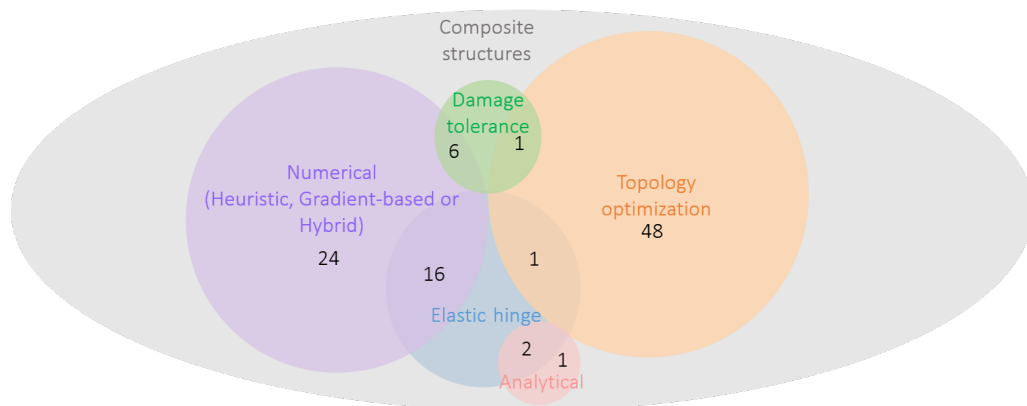 Composite
structures
Damage
tolerance
6
1
Numerical
(Heuristic, Gradient-based or
Hybrid)
24
Topology
optimization
48
16
1
Elastic hinge
2
1
Analytical